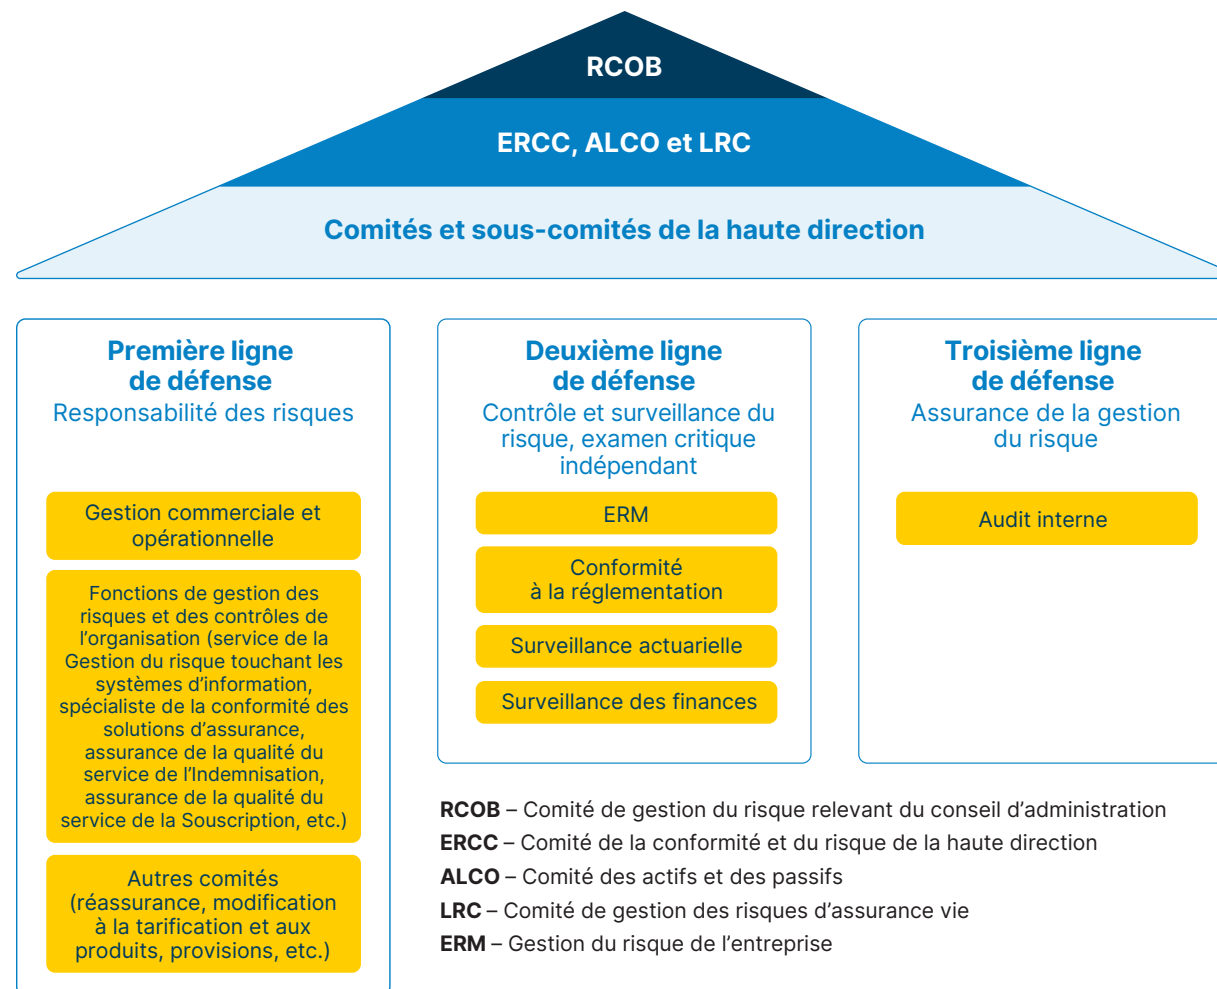 RCOB
ERCC, ALCO et LRC
Comités et sous-comités de la haute direction
Première ligne
de défense
Responsabilité des risques
Gestion commerciale et
opérationnelle
Fonctions de gestion des
risques et des contrôles de
l’organisation (service de la
Gestion du risque touchant les
systèmes d’information,
spécialiste de la conformité des
solutions d’assurance,
assurance de la qualité du
service de l’Indemnisation,
assurance de la qualité du
service de la Souscription, etc.)
Autres comités
(réassurance, modification
à la tarification et aux
produits, provisions, etc.)
Deuxième ligne
de défense
Contrôle et surveillance du
risque, examen critique
indépendant
ERM
Conformité
à la réglementation
Surveillance actuarielle
Surveillance des finances
Troisième ligne
de défense
Assurance de la gestion
du risque
Audit interne
RCOB – Comité de gestion du risque relevant du conseil d’administration
ERCC – Comité de la conformité et du risque de la haute direction
ALCO – Comité des actifs et des passifs
LRC – Comité de gestion des risques d’assurance vie
ERM – Gestion du risque de l’entreprise